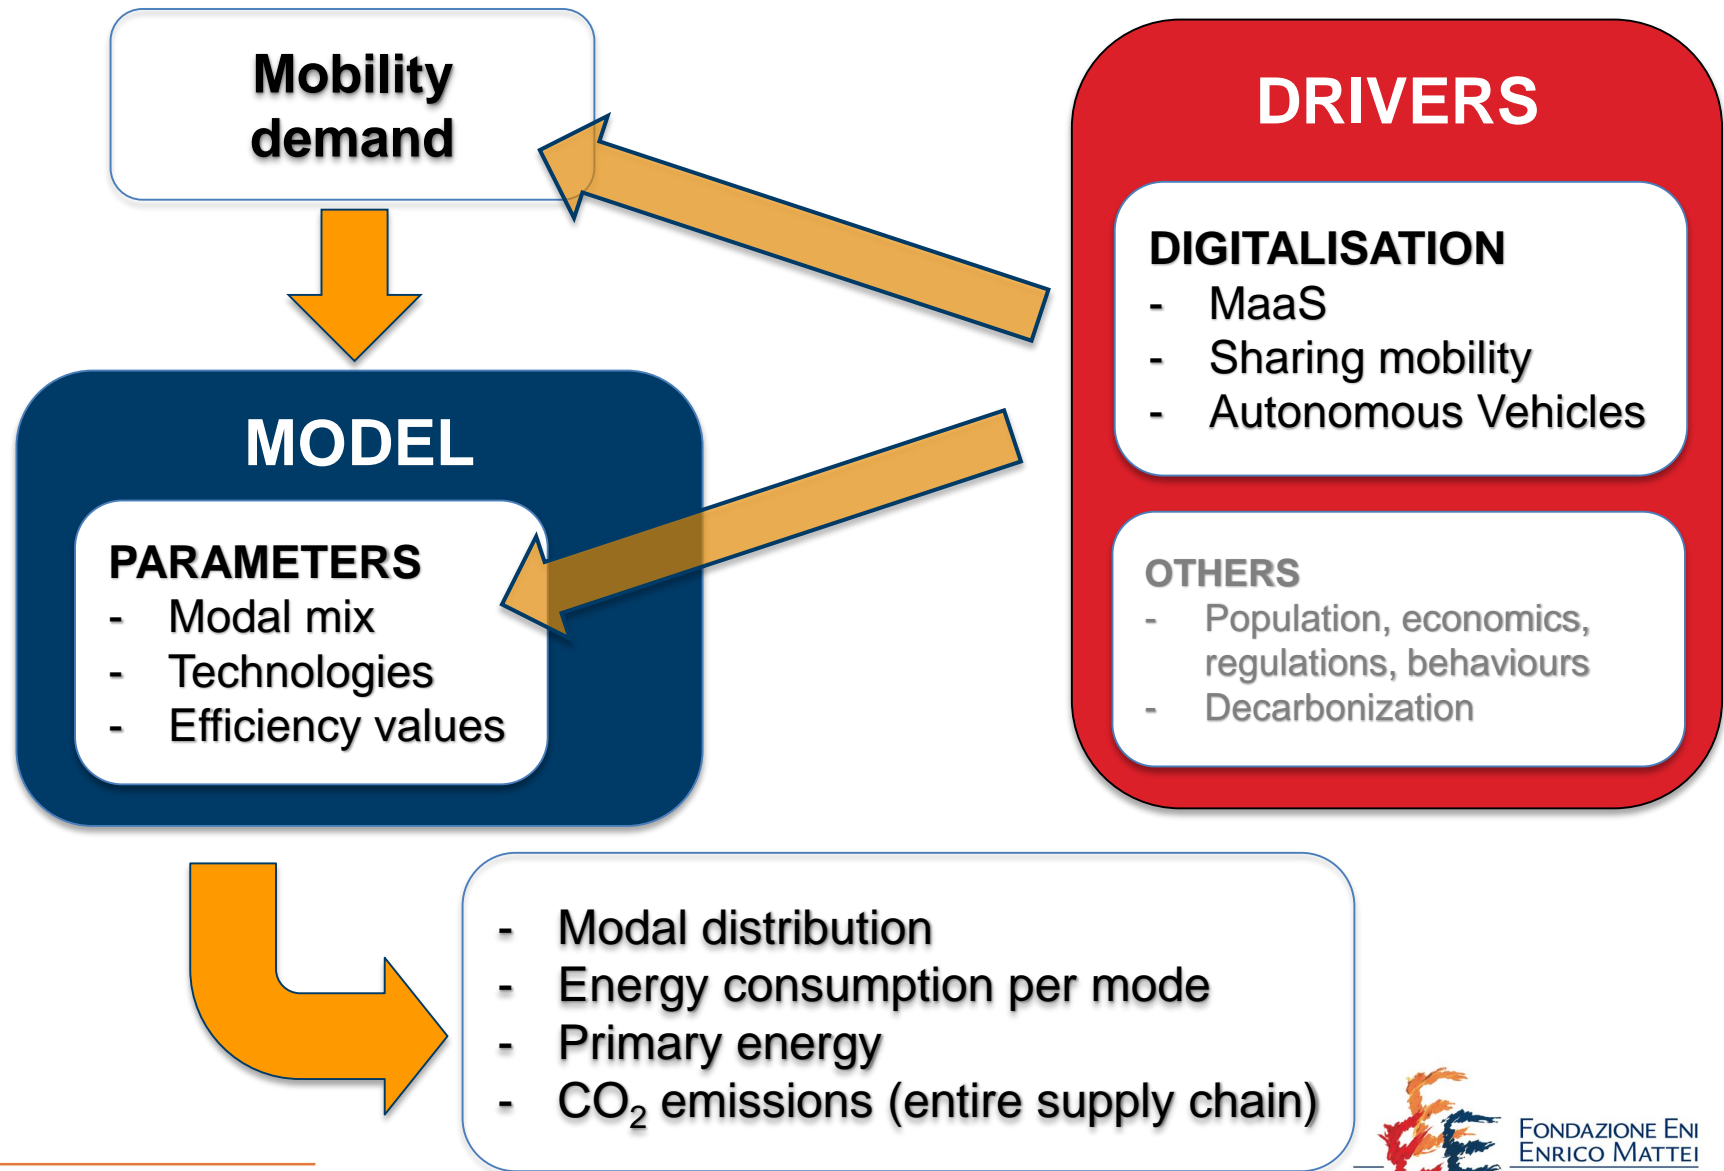 Mobility
demand
DRIVERS
DIGITALISATION
- MaaS
- Sharing mobility
- Autonomous Vehicles
MODEL
PARAMETERS
- Modal mix
- Technologies
- Efficiency values
OTHERS
- Population, economics,
regulations, behaviours
- Decarbonization
- Modal distribution
- Energy consumption per mode
- Primary energy
- CO₂ emissions (entire supply chain)
FONDAZIONE ENI
ENRICO MATTEI